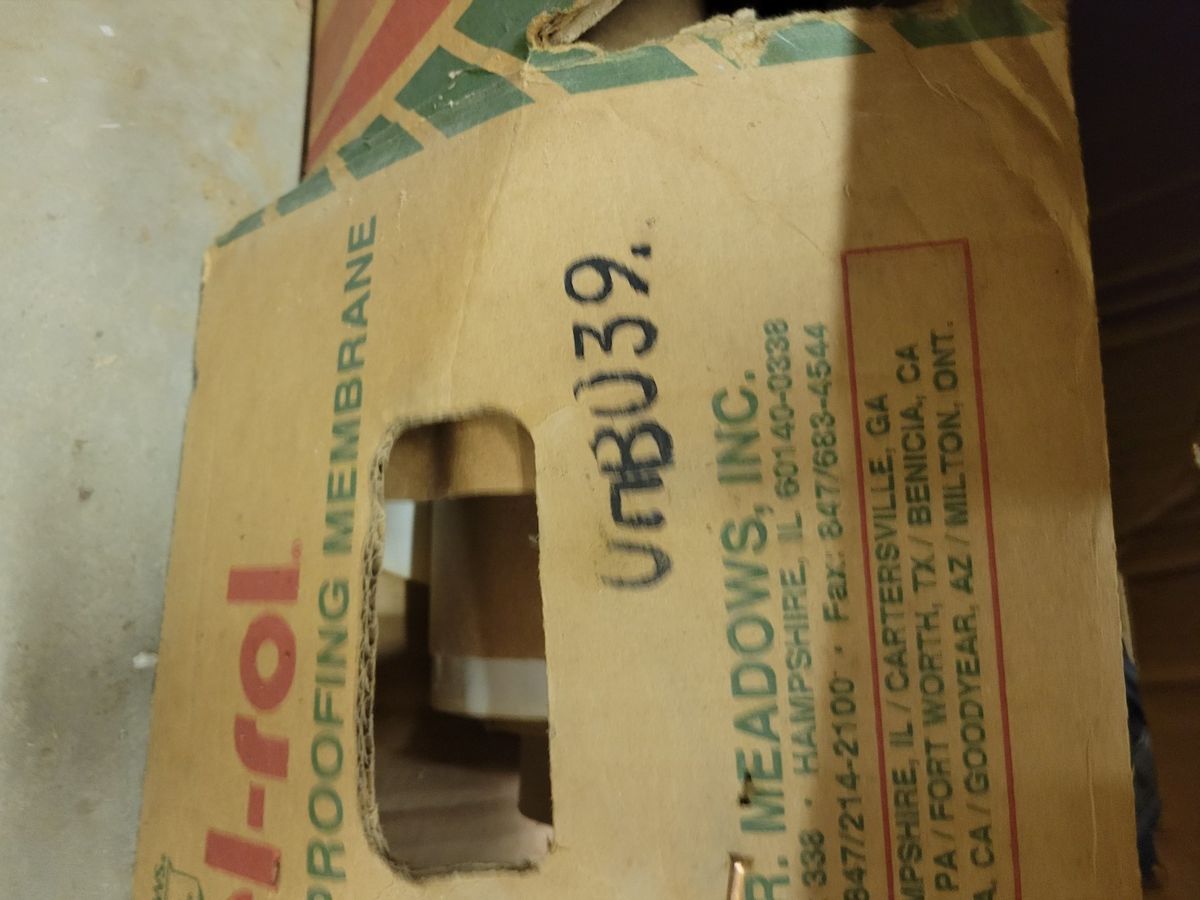 l-rol
PROOFING MEMBRANE
UnBU39.
R. MEADOWS, INC.
338 · HAMPSHIRE, IL 60140-0338
847/214-2100 · Fax: 847/683-4544
MPSHIRE, IL / CARTERSVILLE, GA
PA / FORT WORTH, TX / BENICIA, CA
A, CA / GOODYEAR, AZ / MILTON, ONT.